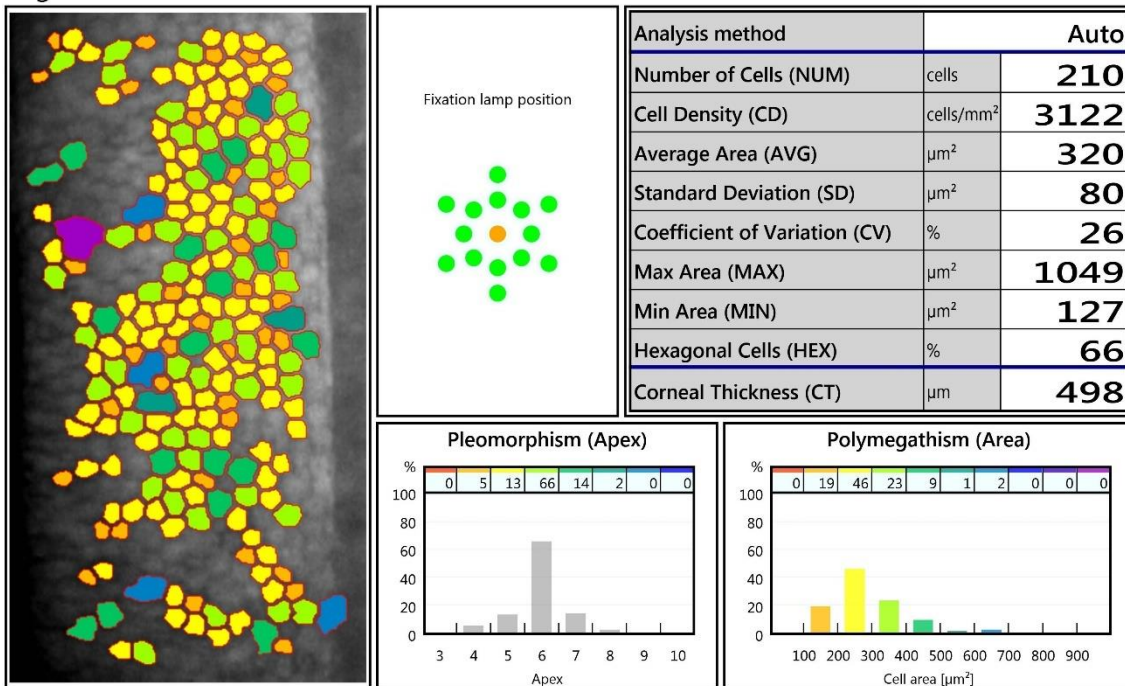 Fixation lamp position
Analysis method Auto
Number of Cells (NUM) cells 210
Cell Density (CD) cells/mm² 3122
Average Area (AVG) µm² 320
Standard Deviation (SD) µm² 80
Coefficient of Variation (CV) % 26
Max Area (MAX) µm² 1049
Min Area (MIN) µm² 127
Hexagonal Cells (HEX) % 66
Corneal Thickness (CT) µm 498
Pleomorphism (Apex)
% 0 5 13 66 14 2 0 0
100
80
60
40
20
0
3 4 5 6 7 8 9 10
Apex
Polymegathism (Area)
% 0 19 46 23 9 1 2 0 0 0
100
80
60
40
20
0
100 200 300 400 500 600 700 800 900
Cell area [µm²]